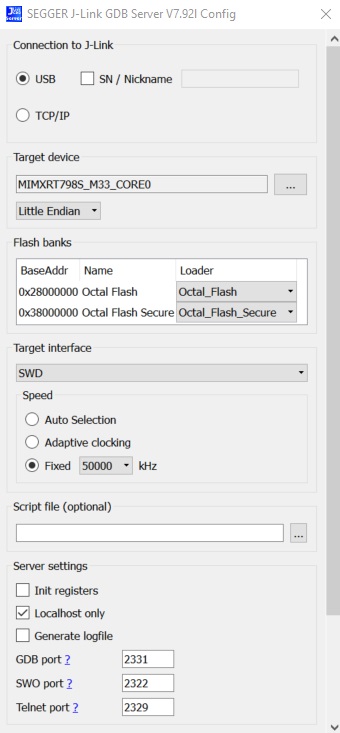 SEGGER J-Link GDB Server V7.92l Config
Connection to J-Link
USB SN / Nickname
TCP/IP
Target device
MIMXRT798S_M33_CORE0 ...
Little Endian
Flash banks
BaseAddr Name Loader
0x28000000 Octal Flash Octal_Flash
0x38000000 Octal Flash Secure Octal_Flash_Secure
Target interface
SWD
Speed
Auto Selection
Adaptive clocking
Fixed 50000 kHz
Script file (optional)
...
Server settings
Init registers
Localhost only
Generate logfile
GDB port ? 2331
SWO port ? 2322
Telnet port ? 2329